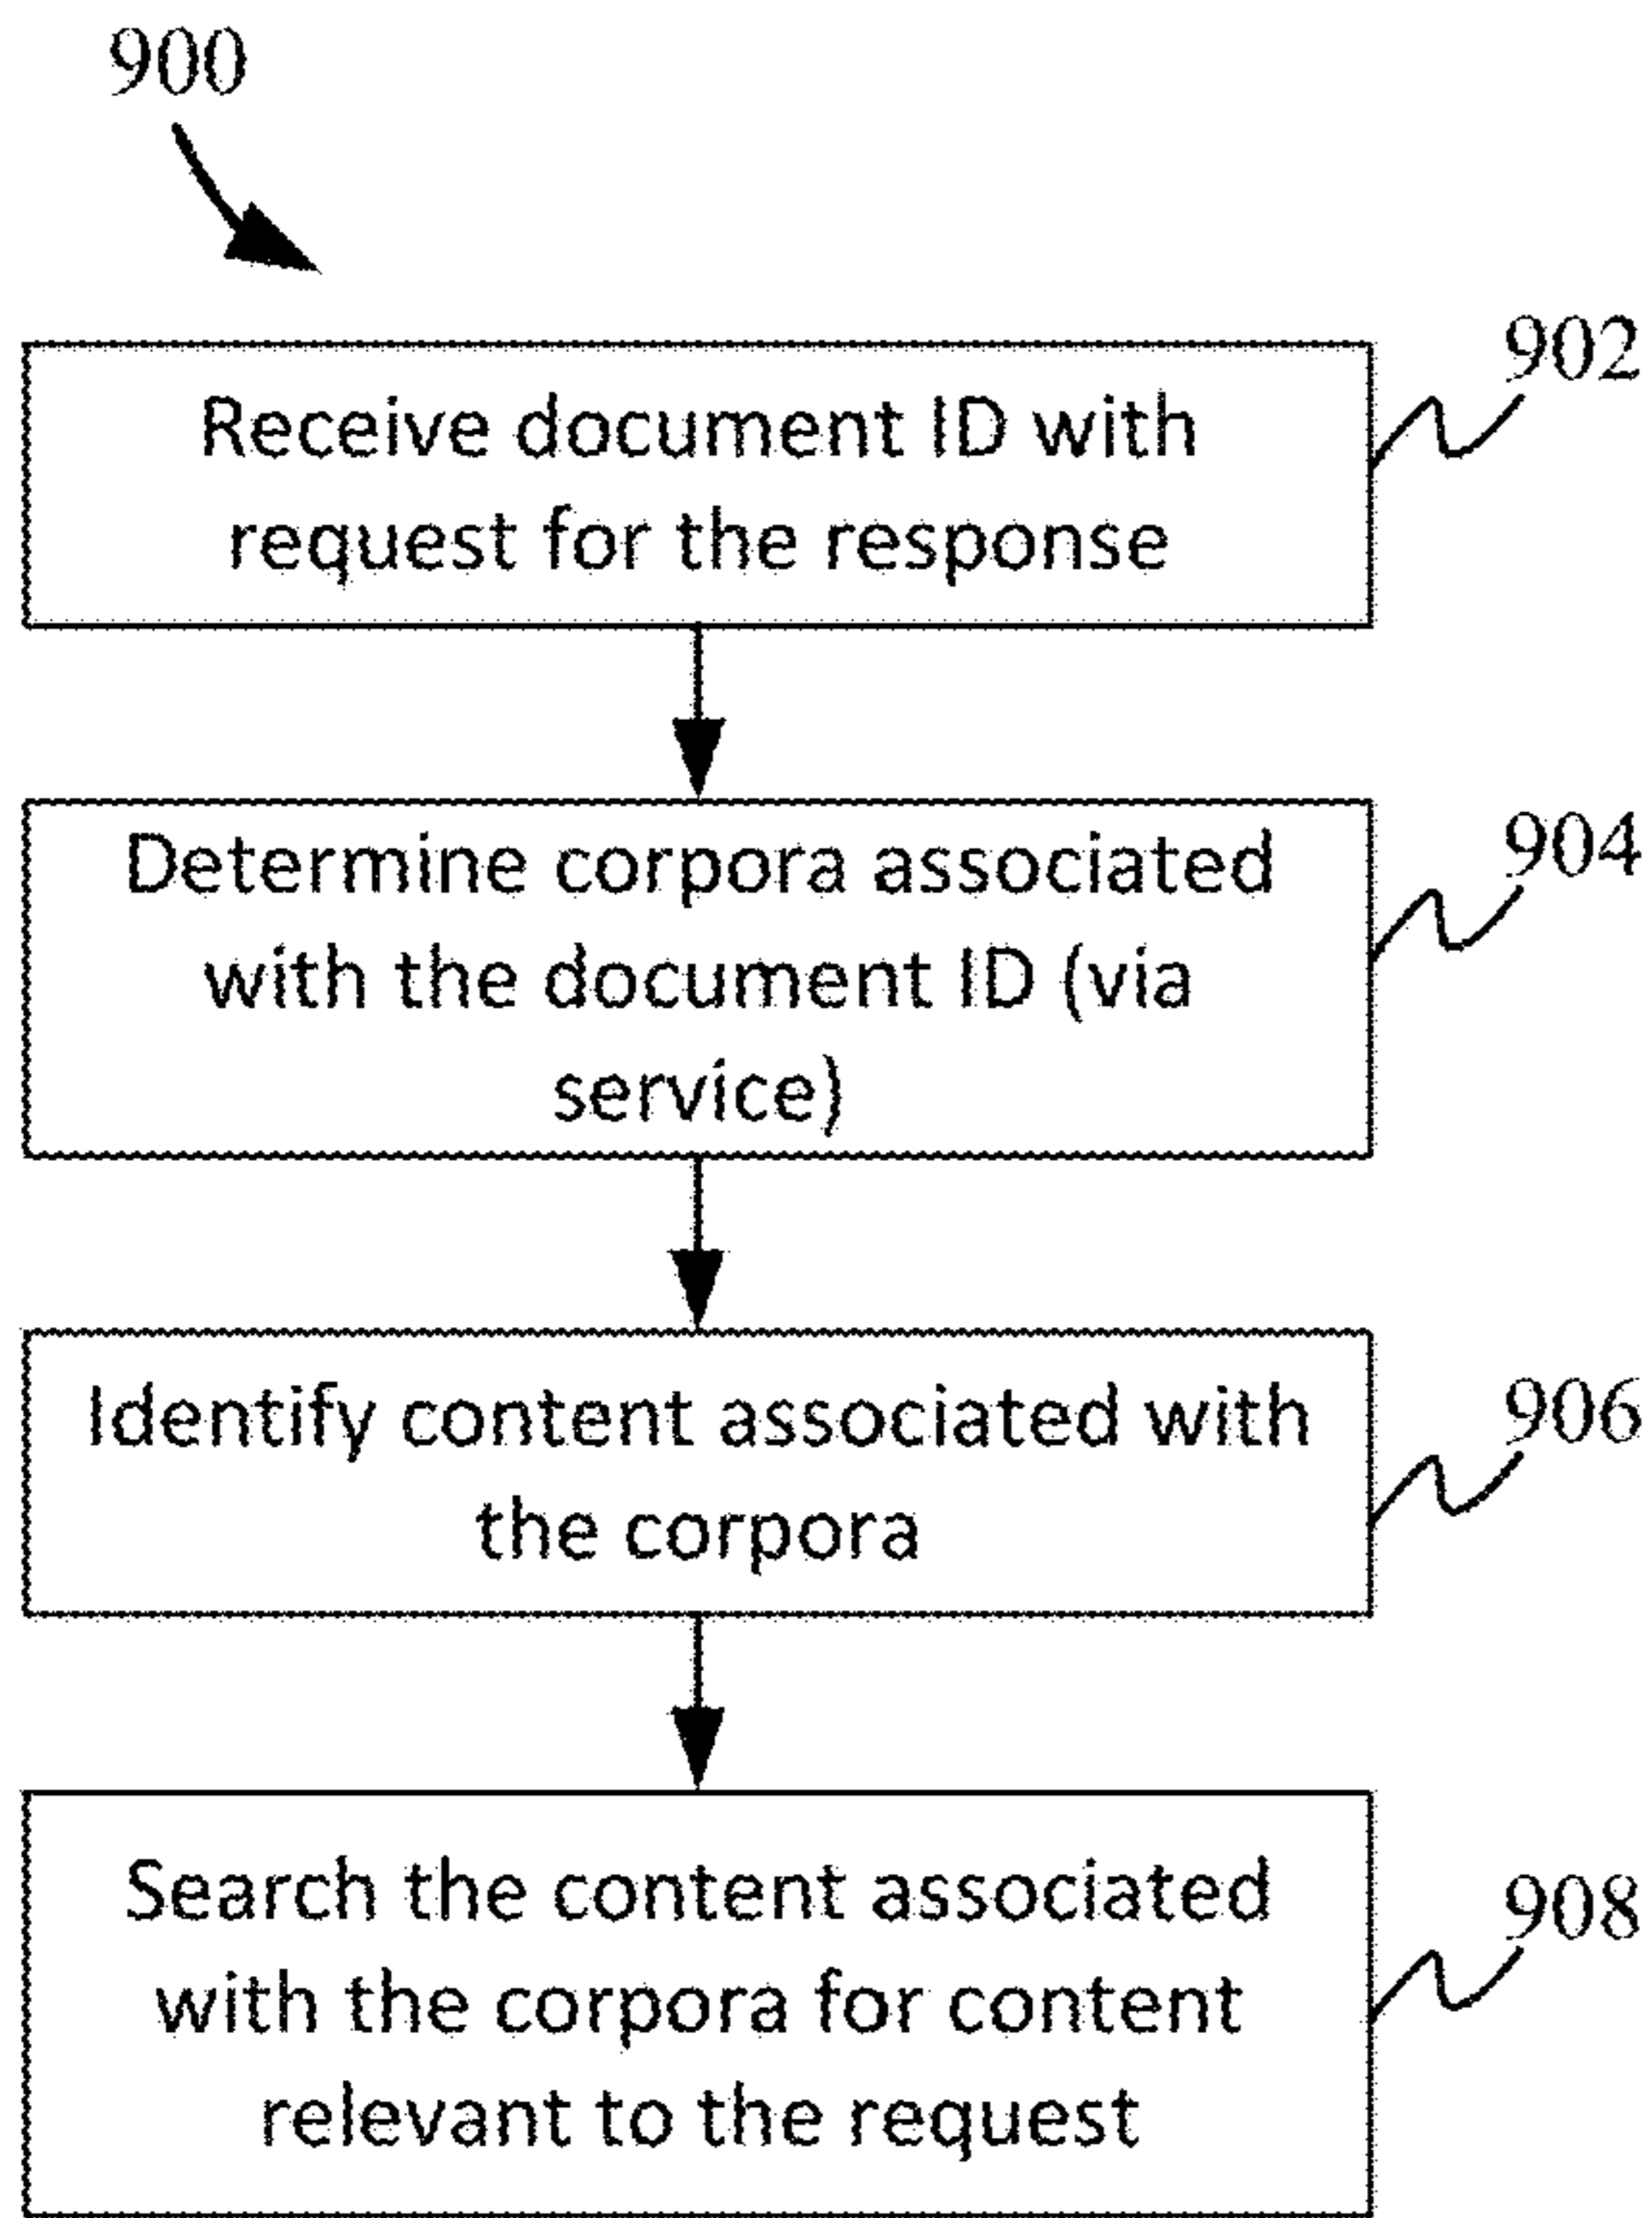 900
902
Receive document ID with
request for the response
904
Determine corpora associated
with the document ID (via
service)
906
Identify content associated with
the corpora
908
Search the content associated
with the corpora for content
relevant to the request